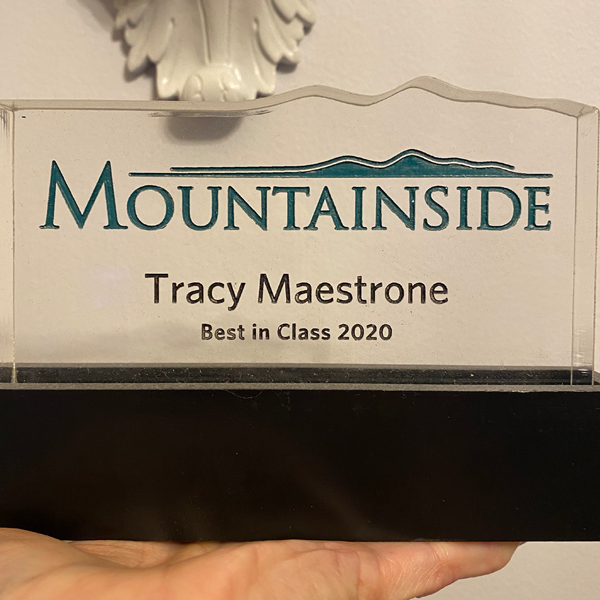 MOUNTAINSIDE
Tracy Maestrone
Best in Class 2020